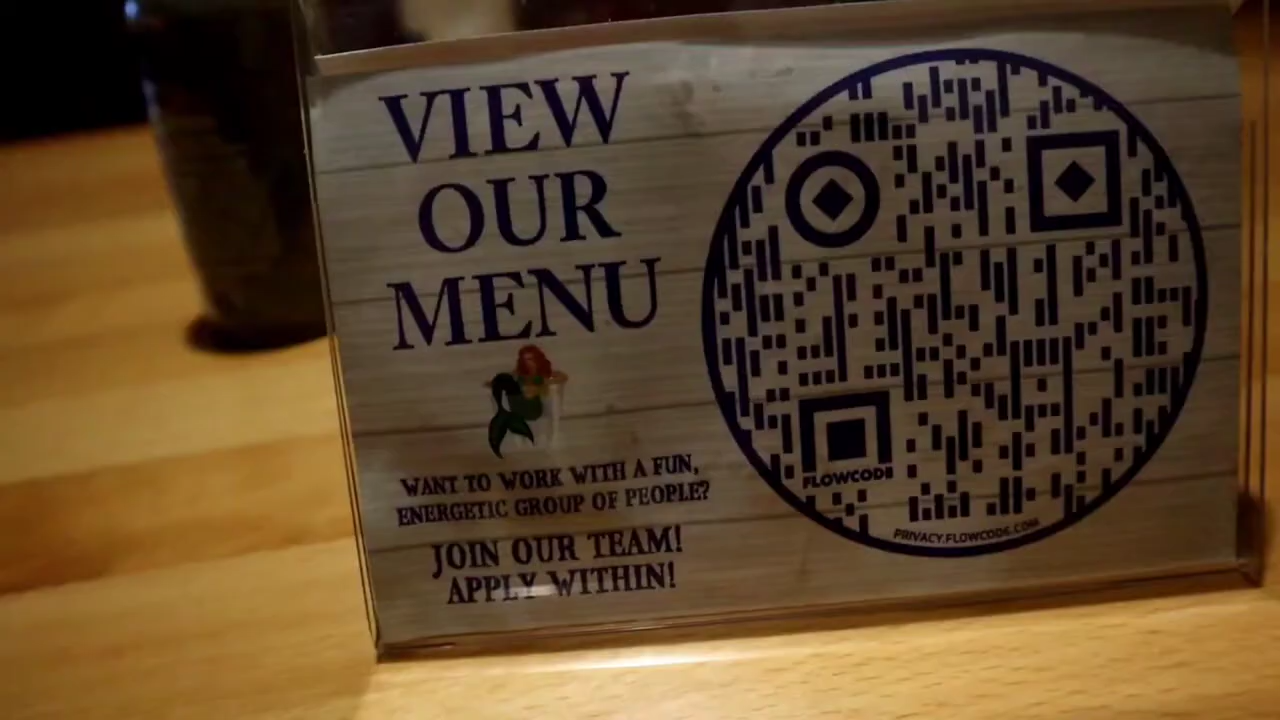 VIEW
OUR
MENU
WANT TO WORK WITH A FUN,
ENERGETIC GROUP OF PEOPLE?
JOIN OUR TEAM!
APPLY WITHIN!
FLOWCODE
PRIVACY.FLOWCODE.COM